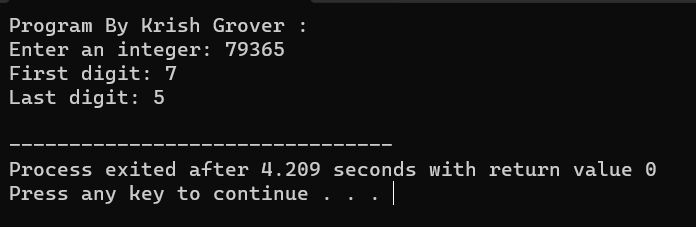 Program By Krish Grover :
Enter an integer: 79365
First digit: 7
Last digit: 5
--------------------------------
Process exited after 4.209 seconds with return value 0
Press any key to continue . . .